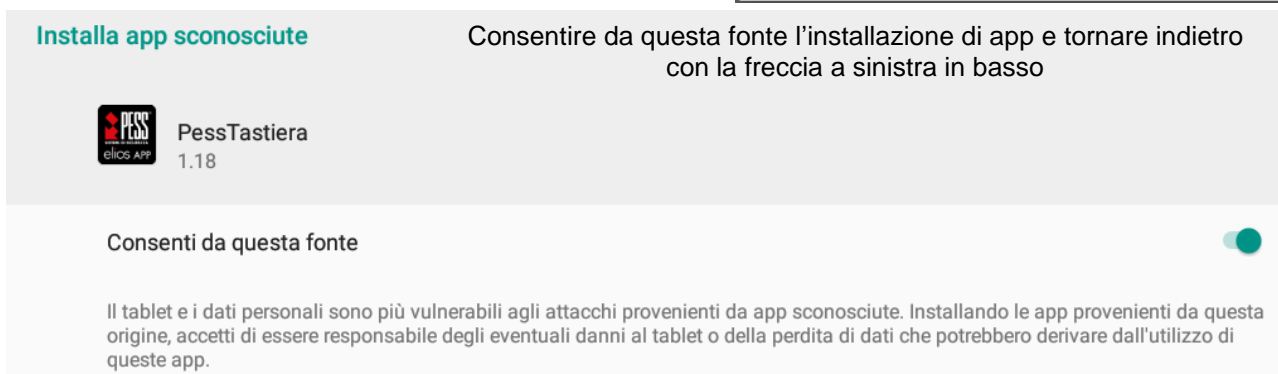 Installa app sconosciute
Consentire da questa fonte l'installazione di app e tornare indietro
con la freccia a sinistra in basso
PESS
elios APP
PessTastiera
1.18
Consenti da questa fonte
Il tablet e i dati personali sono più vulnerabili agli attacchi provenienti da app sconosciute. Installando le app provenienti da questa
origine, accetti di essere responsabile degli eventuali danni al tablet o della perdita di dati che potrebbero derivare dall'utilizzo di
queste app.